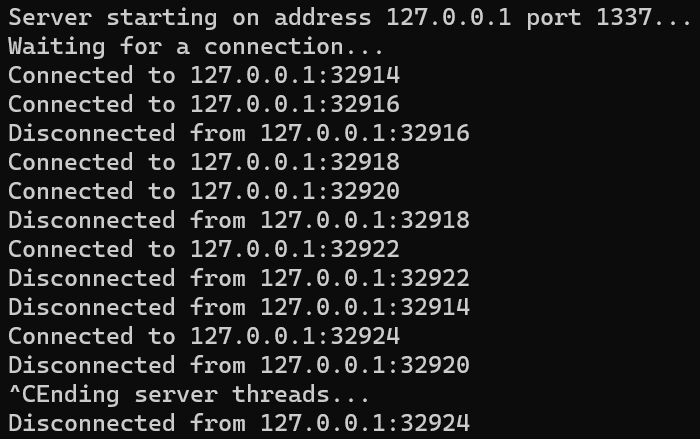 Server starting on address 127.0.0.1 port 1337...
Waiting for a connection...
Connected to 127.0.0.1:32914
Connected to 127.0.0.1:32916
Disconnected from 127.0.0.1:32916
Connected to 127.0.0.1:32918
Connected to 127.0.0.1:32920
Disconnected from 127.0.0.1:32918
Connected to 127.0.0.1:32922
Disconnected from 127.0.0.1:32922
Disconnected from 127.0.0.1:32914
Connected to 127.0.0.1:32924
Disconnected from 127.0.0.1:32920
^CEnding server threads...
Disconnected from 127.0.0.1:32924